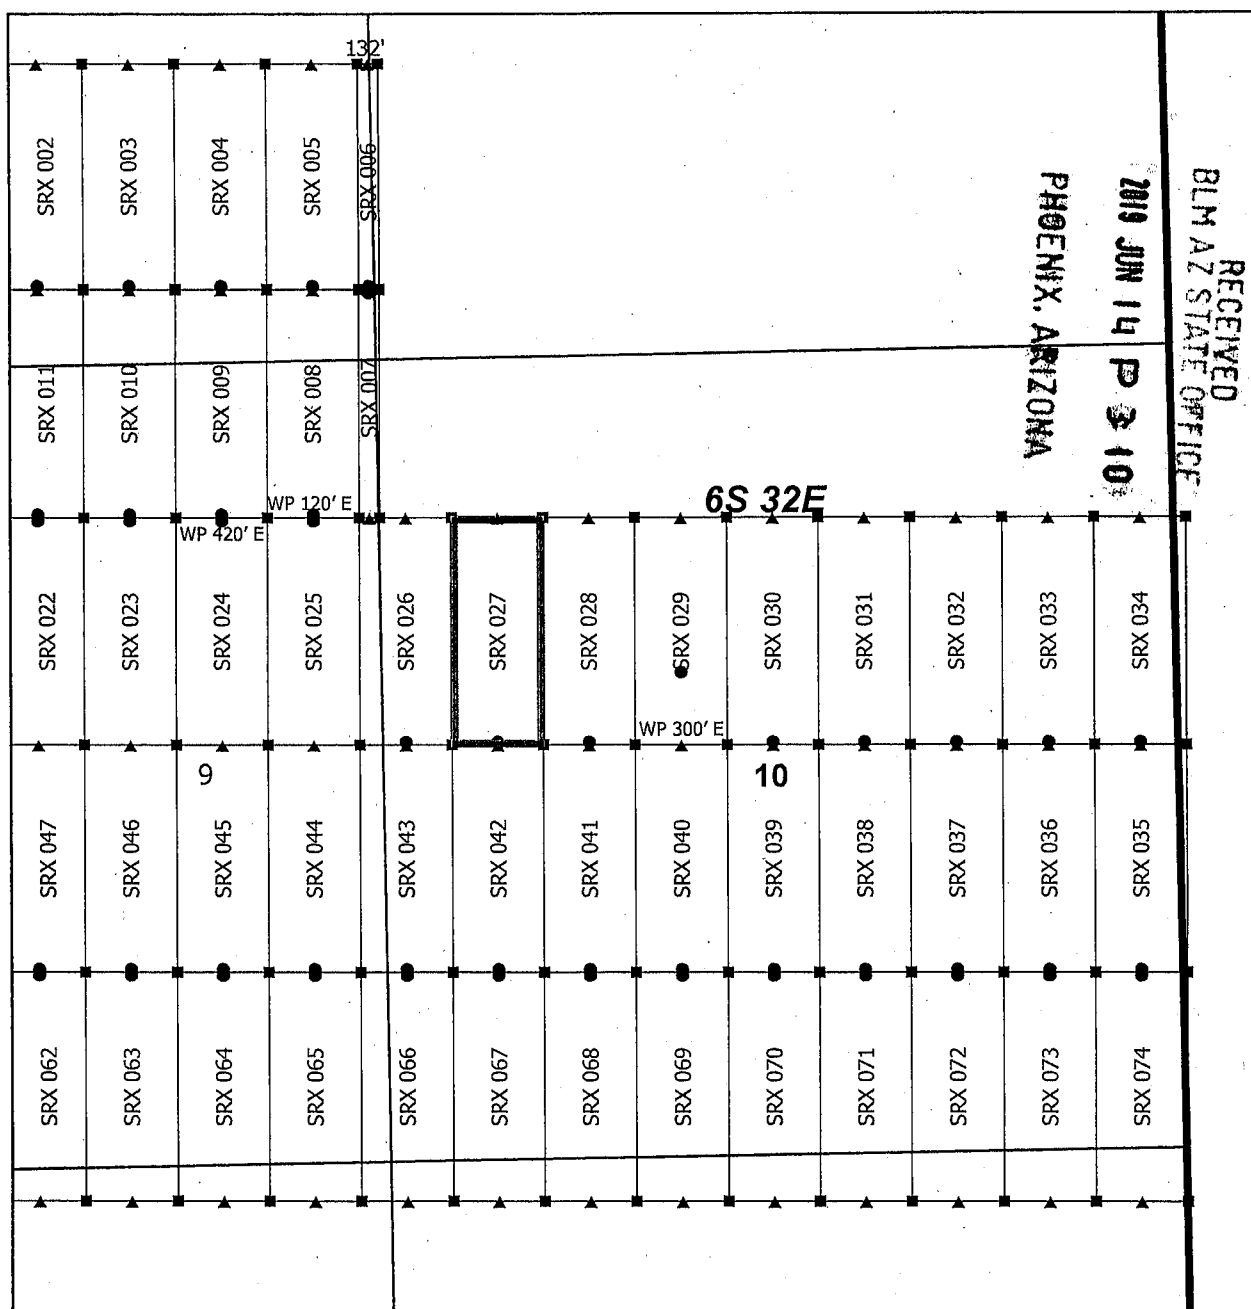 132'
SRX 002
SRX 003
SRX 004
SRX 005
SRX 006
RECEIVED
BLM AZ STATE OFFICE
2019 JUN 14 P 3 10
PHOENIX, ARIZONA
SRX 011
SRX 010
SRX 009
SRX 008
SRX 007
WP 120' E
WP 420' E
6S 32E
SRX 022
SRX 023
SRX 024
SRX 025
SRX 026
SRX 027
SRX 028
SRX 029
SRX 030
SRX 031
SRX 032
SRX 033
SRX 034
WP 300' E
9
10
SRX 047
SRX 046
SRX 045
SRX 044
SRX 043
SRX 042
SRX 041
SRX 040
SRX 039
SRX 038
SRX 037
SRX 036
SRX 035
SRX 062
SRX 063
SRX 064
SRX 065
SRX 066
SRX 067
SRX 068
SRX 069
SRX 070
SRX 071
SRX 072
SRX 073
SRX 074